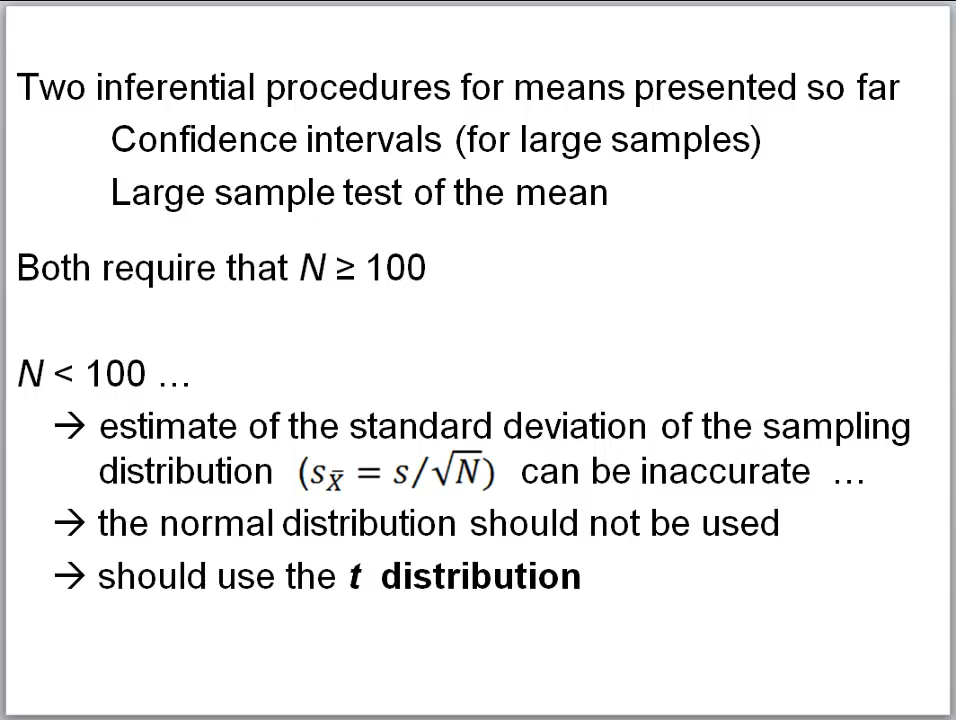 Two inferential procedures for means presented so far
Confidence intervals (for large samples)
Large sample test of the mean
Both require that N ≥ 100
N < 100 …
→ estimate of the standard deviation of the sampling
distribution (s_X̄ = s/√N) can be inaccurate …
→ the normal distribution should not be used
→ should use the t distribution